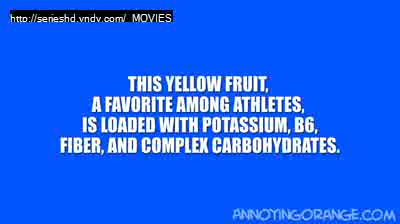 http://serieshd.vndv.com/ MOVIES
THIS YELLOW FRUIT,
A FAVORITE AMONG ATHLETES,
IS LOADED WITH POTASSIUM, B6,
FIBER, AND COMPLEX CARBOHYDRATES.
ANNOYINGORANGE.COM